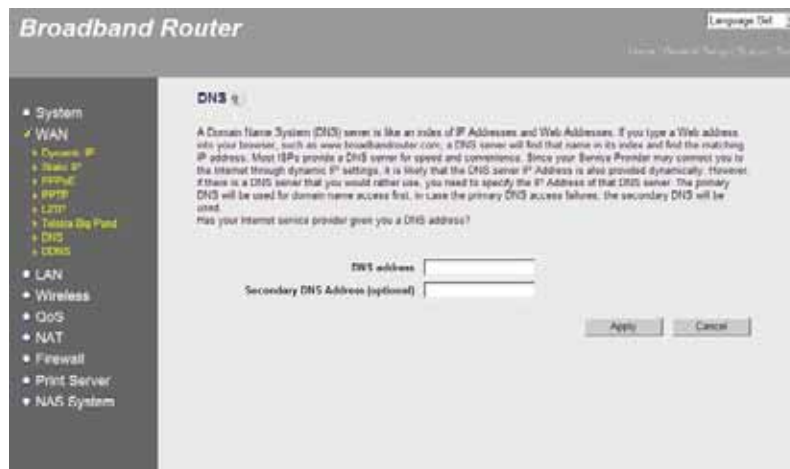 Broadband Router
Language Sel.
DNS
A Domain Name System (DNS) server is like an index of IP Addresses and Web Addresses. If you type a Web address
into your browser, such as www.broadbandrouter.com, a DNS server will find that name in its index and find the matching
IP address. Most ISPs provide a DNS server for speed and convenience. Since your Service Provider may connect you to
the Internet through dynamic IP settings, it is likely that the DNS server IP Address is also provided dynamically. However,
if there is a DNS server that you would rather use, you need to specify the IP Address of that DNS server. The primary
DNS will be used for domain name access first, in case the primary DNS access failures, the secondary DNS will be
used.
Has your Internet service provider given you a DNS address?
DNS address
Secondary DNS Address (optional)
Apply
Cancel
System
WAN
Dynamic IP
Static IP
PPPoE
PPTP
L2TP
Telstra Big Pond
DNS
DDNS
LAN
Wireless
QoS
NAT
Firewall
Print Server
NAS System